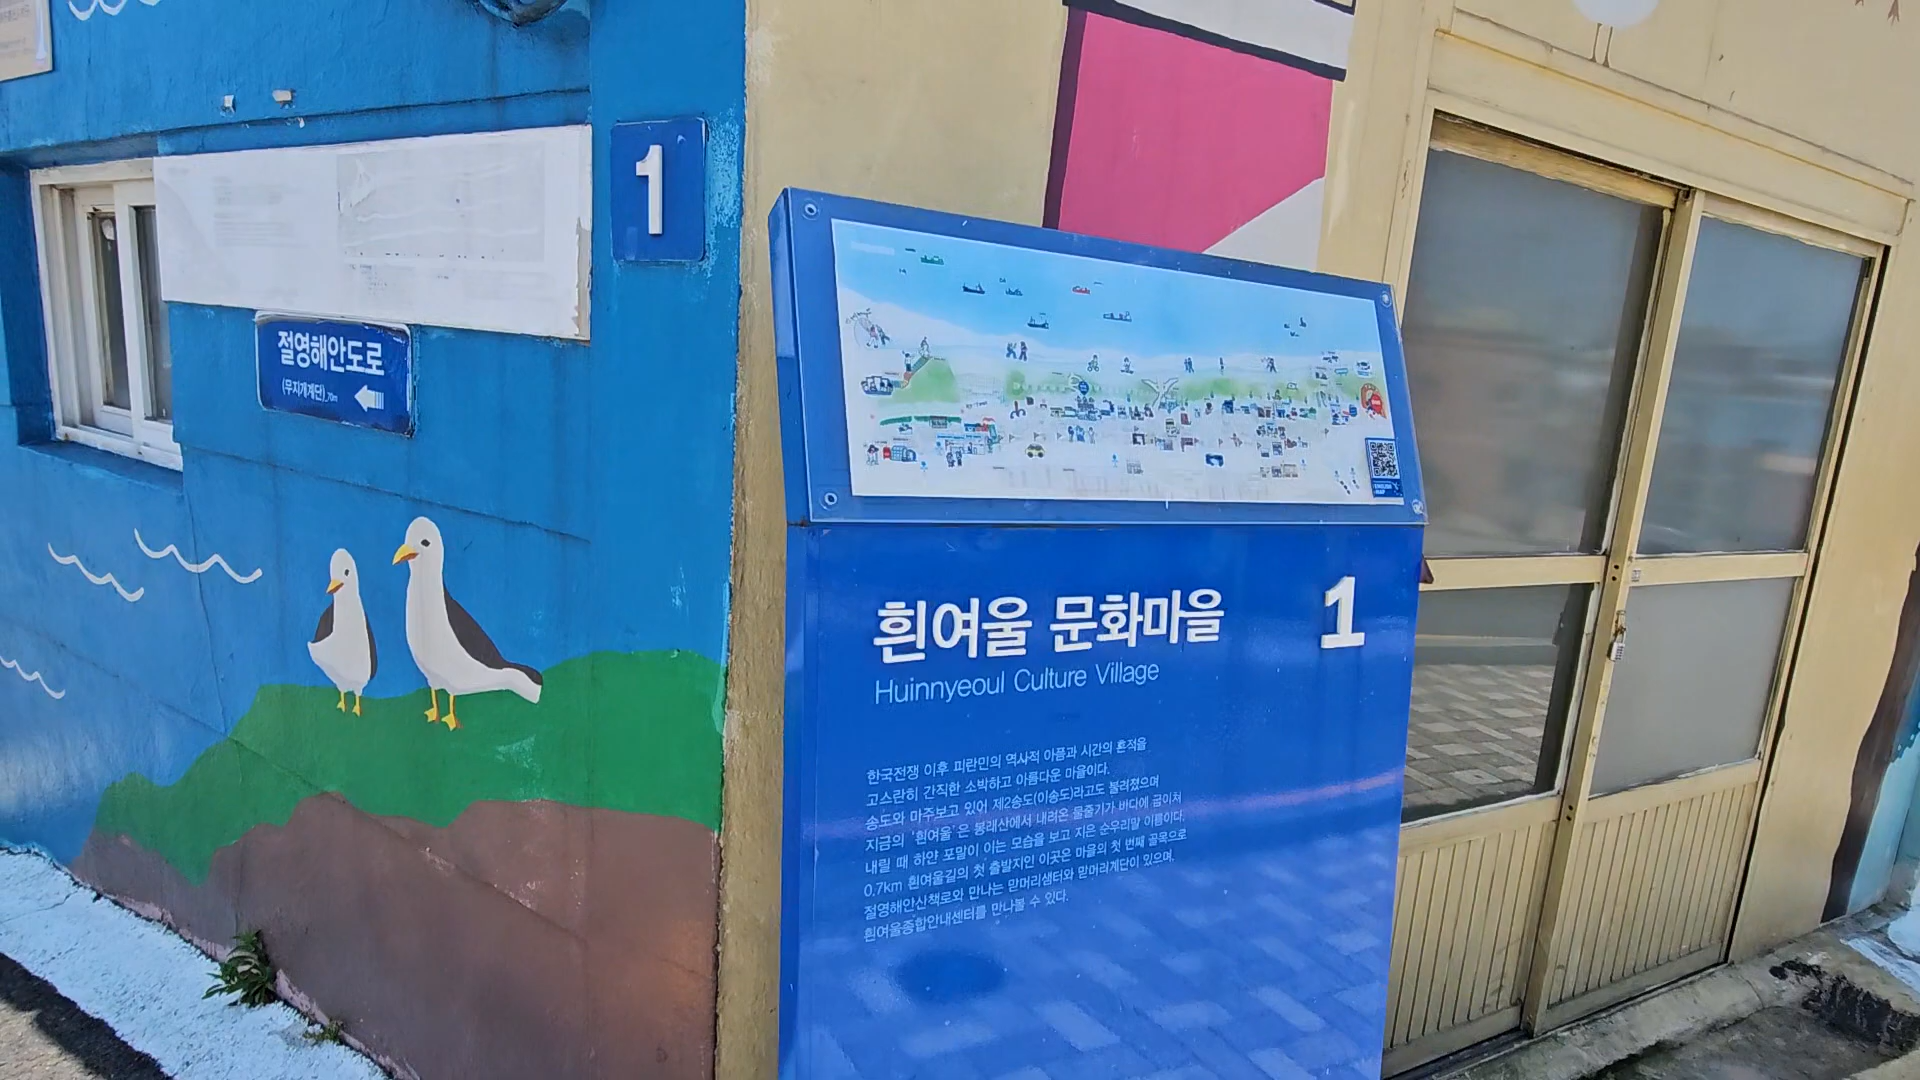 1
절영해안도로
(무지개계단)_70m
흰여울 문화마을
1
Huinnyeoul Culture Village
한국전쟁 이후 피란민의 역사적 아픔과 시간의 흔적을
고스란히 간직한 소박하고 아름다운 마을이다.
송도와 마주보고 있어 제2송도(이송도)라고도 불려졌으며
지금의 '흰여울'은 봉래산에서 내려온 물줄기가 바다에 굽이쳐
내릴 때 하얀 포말이 이는 모습을 보고 지은 순우리말 이름이다.
0.7km 흰여울길의 첫 출발지인 이곳은 마을의 첫 번째 골목으로
절영해안산책로와 만나는 맏머리샘터와 맏머리계단이 있으며,
흰여울종합안내센터를 만나볼 수 있다.
ENGLISH
MAP